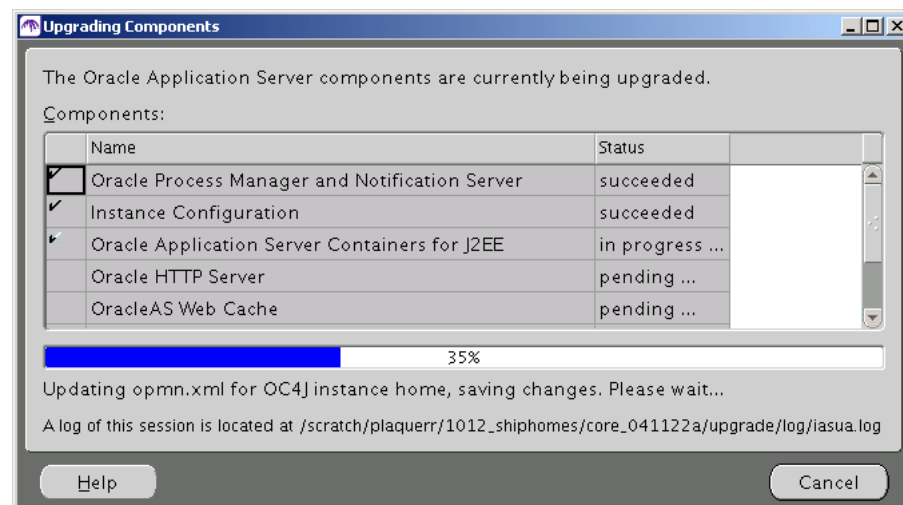 Upgrading Components
The Oracle Application Server components are currently being upgraded.
Components:
Name Status
Oracle Process Manager and Notification Server succeeded
Instance Configuration succeeded
Oracle Application Server Containers for J2EE in progress ...
Oracle HTTP Server pending ...
OracleAS Web Cache pending ...
35%
Updating opmn.xml for OC4J instance home, saving changes. Please wait...
A log of this session is located at /scratch/plaquerr/1012_shiphomes/core_041122a/upgrade/log/iasua.log
Help Cancel